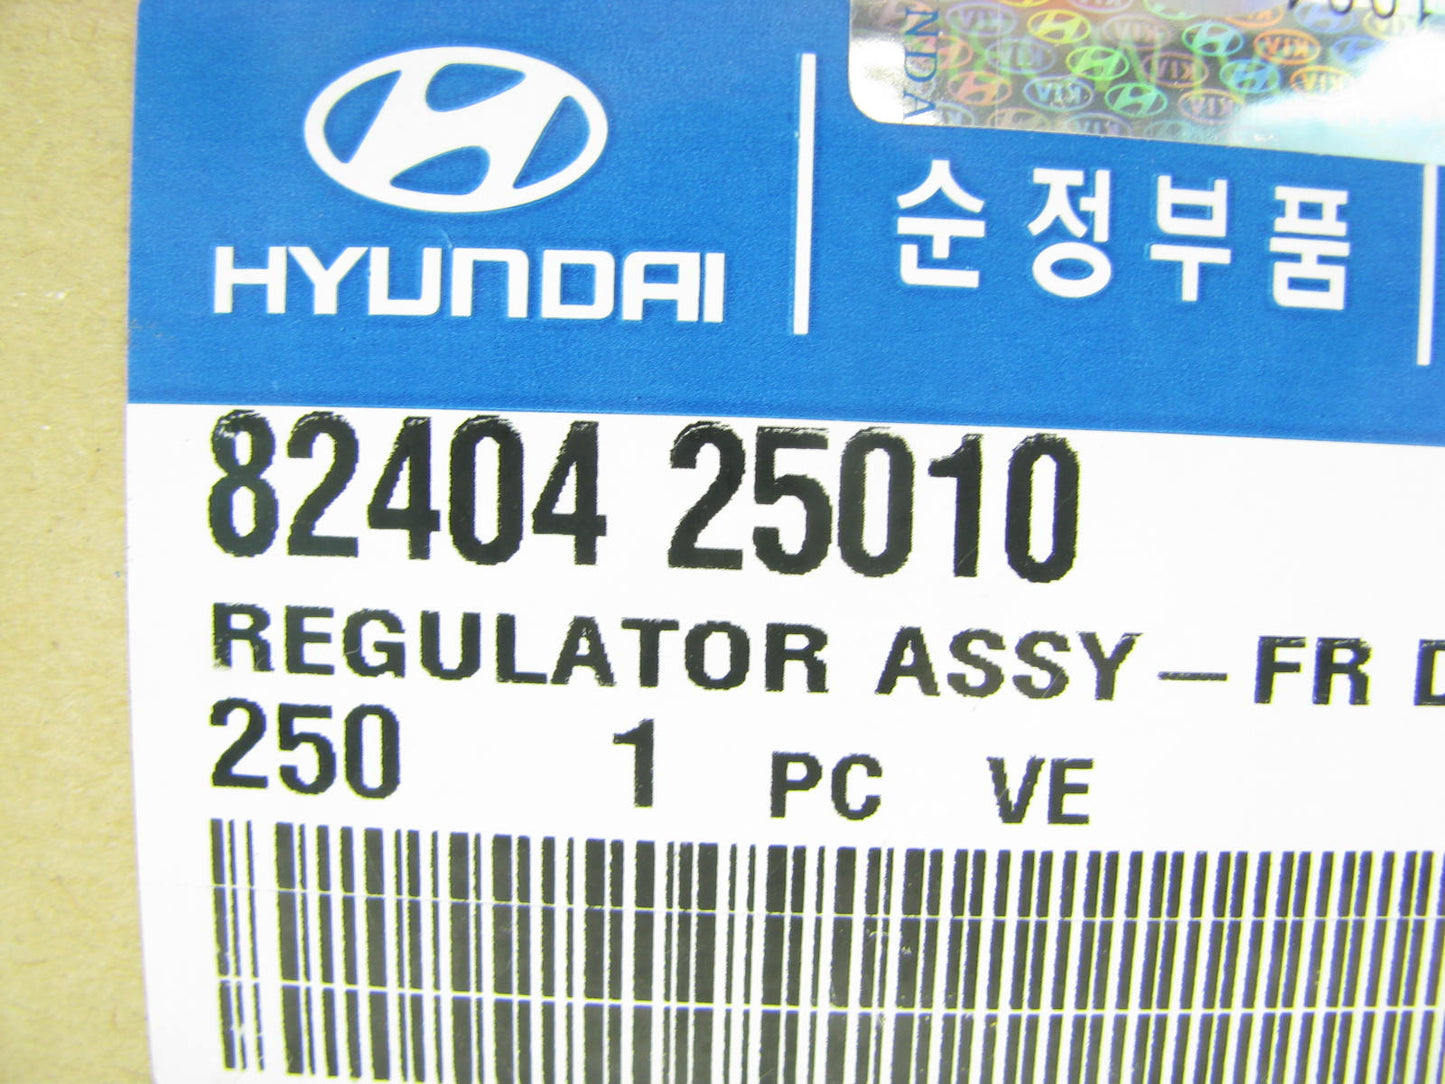 HYUNDAI
순정부품
82404 25010
REGULATOR ASSY-FR
250 1 PC VE